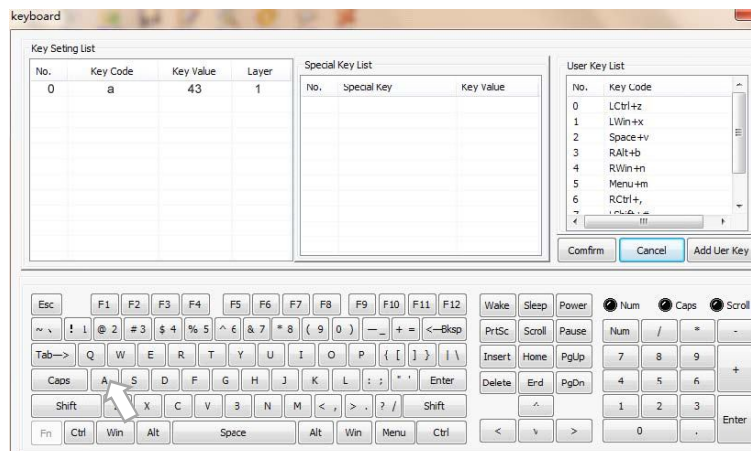 keyboard
Key Seting List
No. Key Code Key Value Layer
0 a 43 1
Special Key List
No. Special Key Key Value
User Key List
No. Key Code
0 LCtrl+z
1 LWin+x
2 Space+v
3 RAlt+b
4 RWin+n
5 Menu+m
6 RCtrl+,
Comfirm Cancel Add Uer Key
Esc F1 F2 F3 F4 F5 F6 F7 F8 F9 F10 F11 F12 Wake Sleep Power Num Caps Scroll
~ ! 1 @ 2 # 3 $ 4 % 5 ^ 6 & 7 * 8 ( 9 0 ) — _ + = <—Bksp PrtSc Scroll Pause Num / * -
Tab—> Q W E R T Y U I O P { [ ] } | \ Insert Home PgUp 7 8 9 +
Caps A S D F G H J K L : ; " ' Enter Delete End PgDn 4 5 6
Shift X C V B N M < , > . ? / Shift 1 2 3 Enter
Fn Ctrl Win Alt Space Alt Win Menu Ctrl < > 0 .